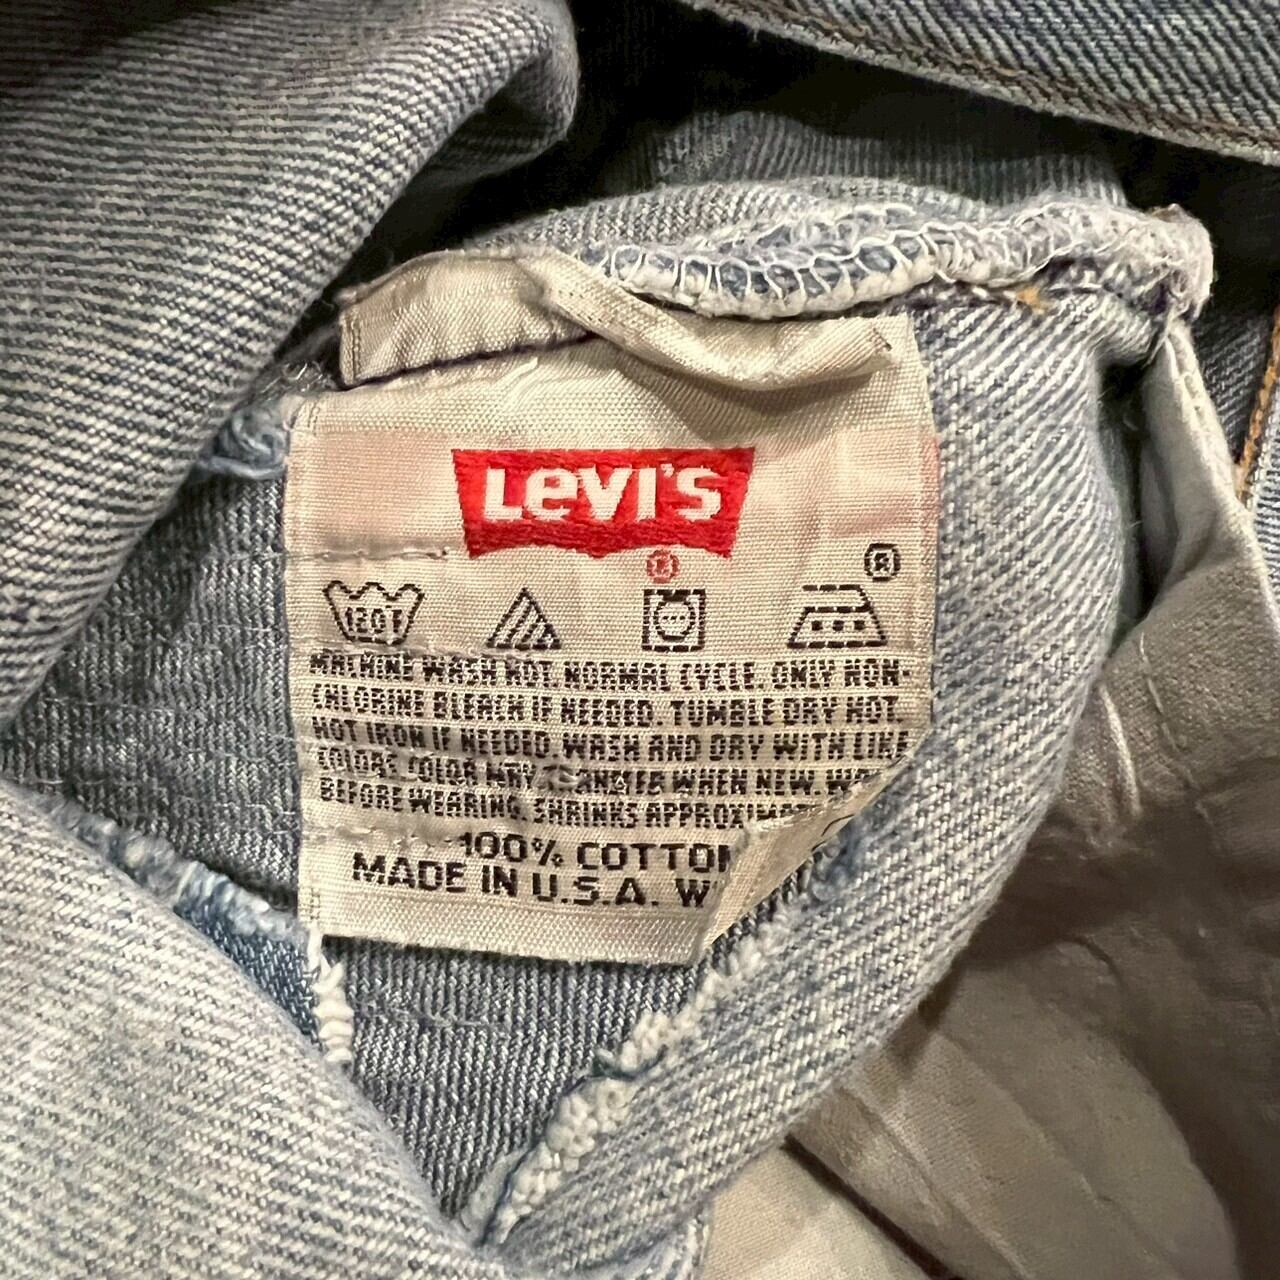 Levi's
®
®
120°F
MACHINE WASH HOT. NORMAL CYCLE. ONLY NON-
CHLORINE BLEACH IF NEEDED. TUMBLE DRY HOT.
HOT IRON IF NEEDED. WASH AND DRY WITH LIKE
COLORS. COLOR MAY TRANSFER WHEN NEW.
BEFORE WEARING. SHRINKS
100% COTTON
MADE IN U.S.A.